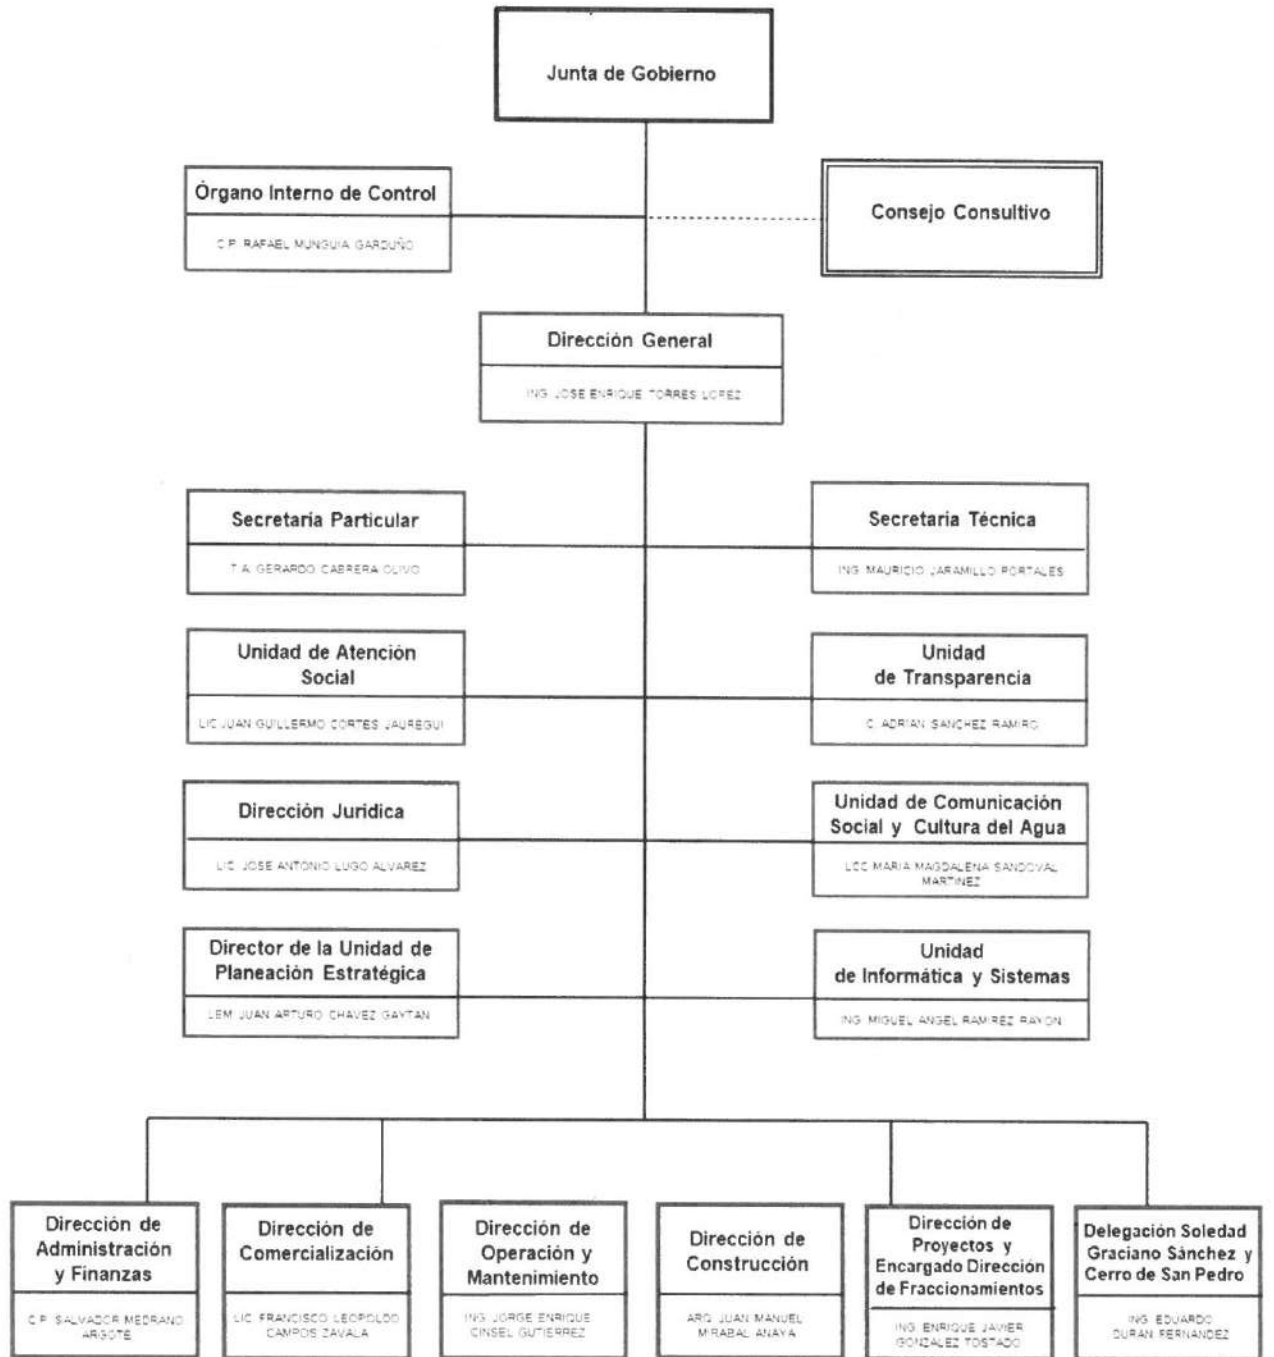 Junta de Gobierno
Órgano Interno de Control
C.P. RAFAEL MUNGUIA GARDUÑO
Consejo Consultivo
Dirección General
ING. JOSE ENRIQUE TORRES LOPEZ
Secretaría Particular
T.A. GERARDO CABRERA OLIVO
Secretaria Técnica
ING. MAURICIO JARAMILLO PORTALES
Unidad de Atención
Social
LIC. JUAN GUILLERMO CORTES JAUREGUI
Unidad
de Transparencia
C. ADRIAN SANCHEZ RAMIRO
Dirección Jurídica
LIC. JOSE ANTONIO LUGO ALVAREZ
Unidad de Comunicación
Social y Cultura del Agua
LCC MARIA MAGDALENA SANDOVAL
MARTINEZ
Director de la Unidad de
Planeación Estratégica
LEM. JUAN ARTURO CHAVEZ GAYTAN
Unidad
de Informática y Sistemas
ING. MIGUEL ANGEL RAMIREZ RAYON
Dirección de
Administración
y Finanzas
C.P. SALVADOR MEDRANO
ARGOTE
Dirección de
Comercialización
LIC. FRANCISCO LEOPOLDO
CAMPOS ZAVALA
Dirección de
Operación y
Mantenimiento
ING. JORGE ENRIQUE
CINSEL GUTIERREZ
Dirección de
Construcción
ARQ. JUAN MANUEL
MIRABAL ANAYA
Dirección de
Proyectos y
Encargado Dirección
de Fraccionamientos
ING. ENRIQUE JAVIER
GONZALEZ TOSTADO
Delegación Soledad
Graciano Sánchez y
Cerro de San Pedro
ING. EDUARDO
DURAN FERNANDEZ